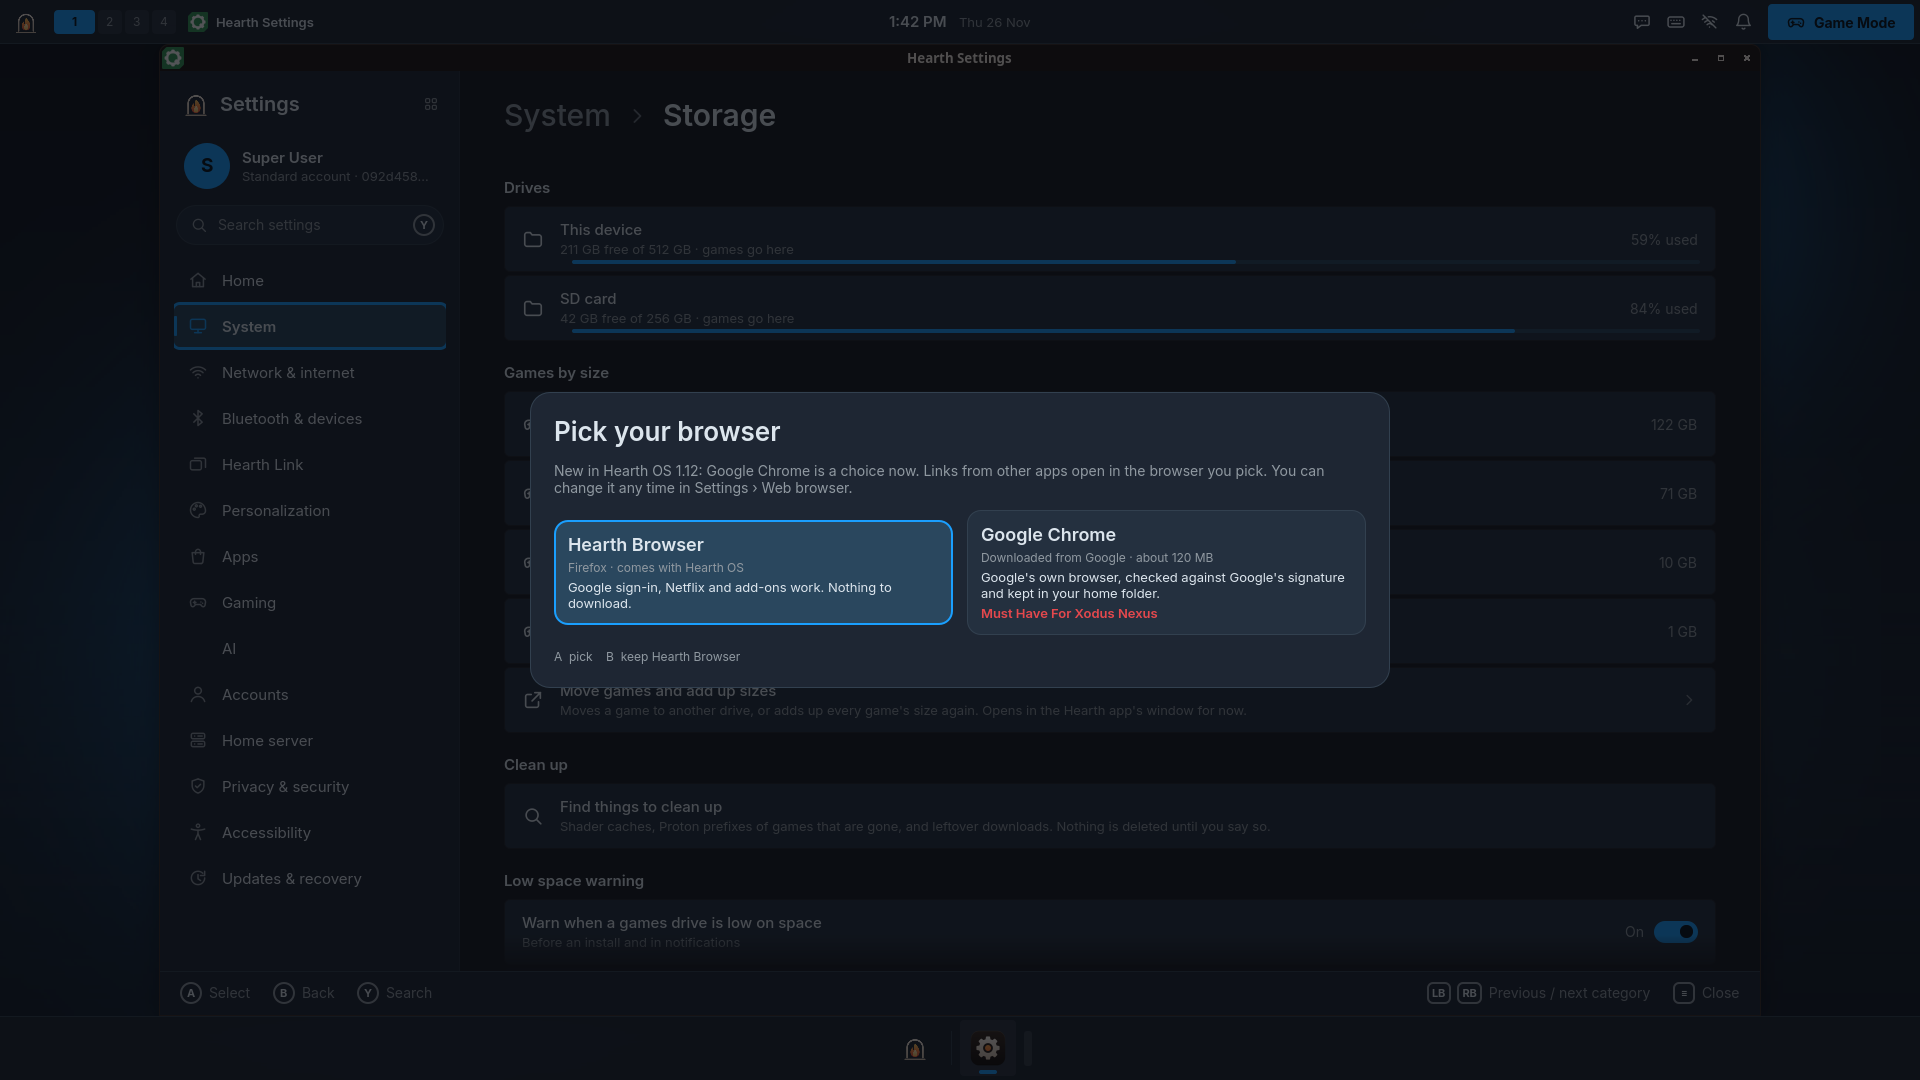 1 2 3 4 Hearth Settings
1:42 PM Thu 26 Nov
Game Mode
Hearth Settings
Settings
S
Super User
Standard account · 092d458...
Search settings Y
Home
System
Network & internet
Bluetooth & devices
Hearth Link
Personalization
Apps
Gaming
AI
Accounts
Home server
Privacy & security
Accessibility
Updates & recovery
System › Storage
Drives
This device
211 GB free of 512 GB · games go here
59% used
SD card
42 GB free of 256 GB · games go here
84% used
Games by size
122 GB
71 GB
10 GB
1 GB
Pick your browser
New in Hearth OS 1.12: Google Chrome is a choice now. Links from other apps open in the browser you pick. You can
change it any time in Settings › Web browser.
Hearth Browser
Firefox · comes with Hearth OS
Google sign-in, Netflix and add-ons work. Nothing to
download.
Google Chrome
Downloaded from Google · about 120 MB
Google's own browser, checked against Google's signature
and kept in your home folder.
Must Have For Xodus Nexus
A pick B keep Hearth Browser
Move games and add up sizes
Moves a game to another drive, or adds up every game's size again. Opens in the Hearth app's window for now.
Clean up
Find things to clean up
Shader caches, Proton prefixes of games that are gone, and leftover downloads. Nothing is deleted until you say so.
Low space warning
Warn when a games drive is low on space
Before an install and in notifications
On
A Select B Back Y Search
LB RB Previous / next category Close